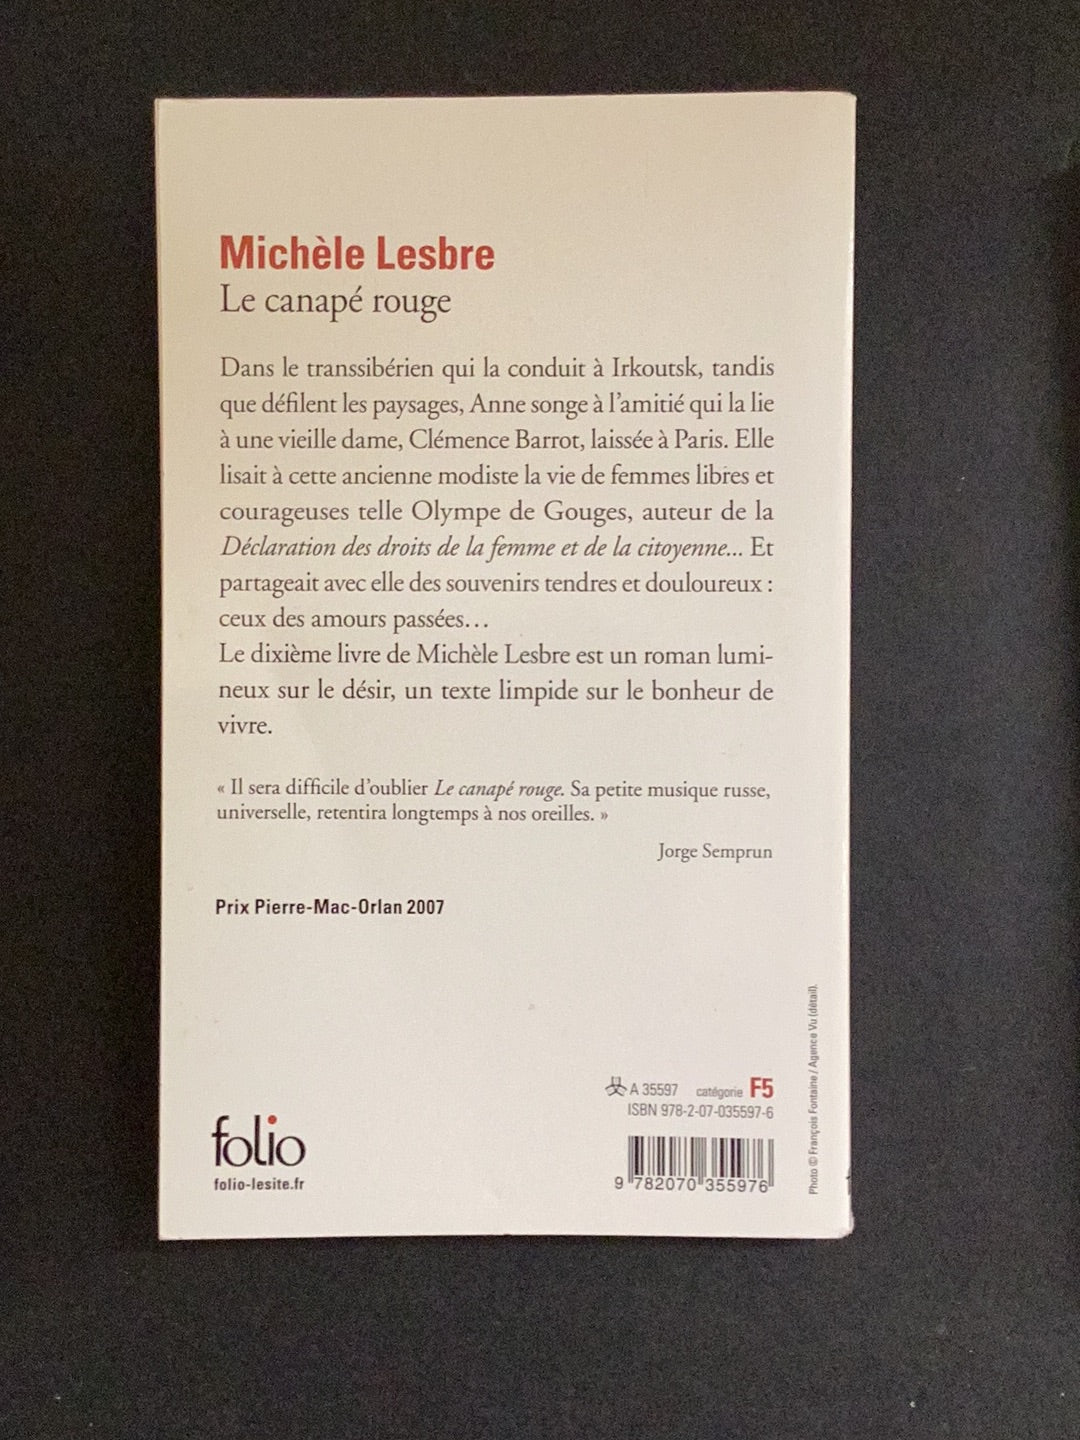 Michèle Lesbre
Le canapé rouge
Dans le transsibérien qui la conduit à Irkoutsk, tandis
que défilent les paysages, Anne songe à l'amitié qui la lie
à une vieille dame, Clémence Barrot, laissée à Paris. Elle
lisait à cette ancienne modiste la vie de femmes libres et
courageuses telle Olympe de Gouges, auteur de la
Déclaration des droits de la femme et de la citoyenne... Et
partageait avec elle des souvenirs tendres et douloureux :
ceux des amours passées...
Le dixième livre de Michèle Lesbre est un roman lumi-
neux sur le désir, un texte limpide sur le bonheur de
vivre.
« Il sera difficile d'oublier Le canapé rouge. Sa petite musique russe,
universelle, retentira longtemps à nos oreilles. »
Jorge Semprun
Prix Pierre-Mac-Orlan 2007
A 35597 catégorie F5
ISBN 978-2-07-035597-6
9 782070 355976
folio
folio-lesite.fr
Photo © François Fontaine / Agence Vu (détail).